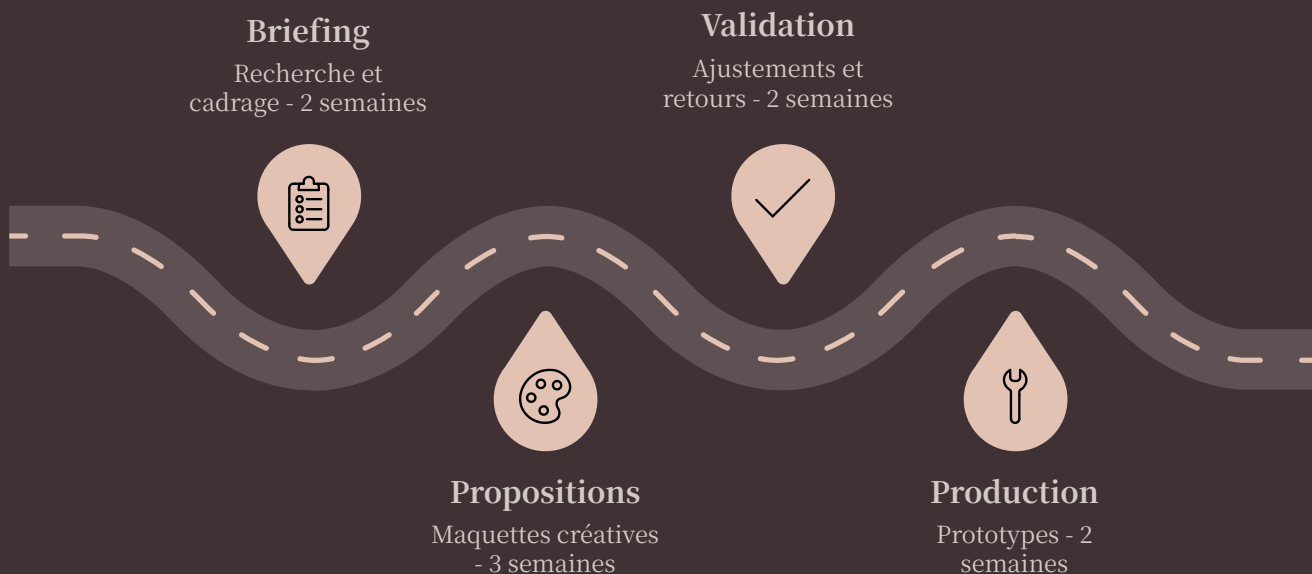 Briefing
Recherche et
cadrage - 2 semaines
Propositions
Maquettes créatives
- 3 semaines
Validation
Ajustements et
retours - 2 semaines
Production
Prototypes - 2
semaines